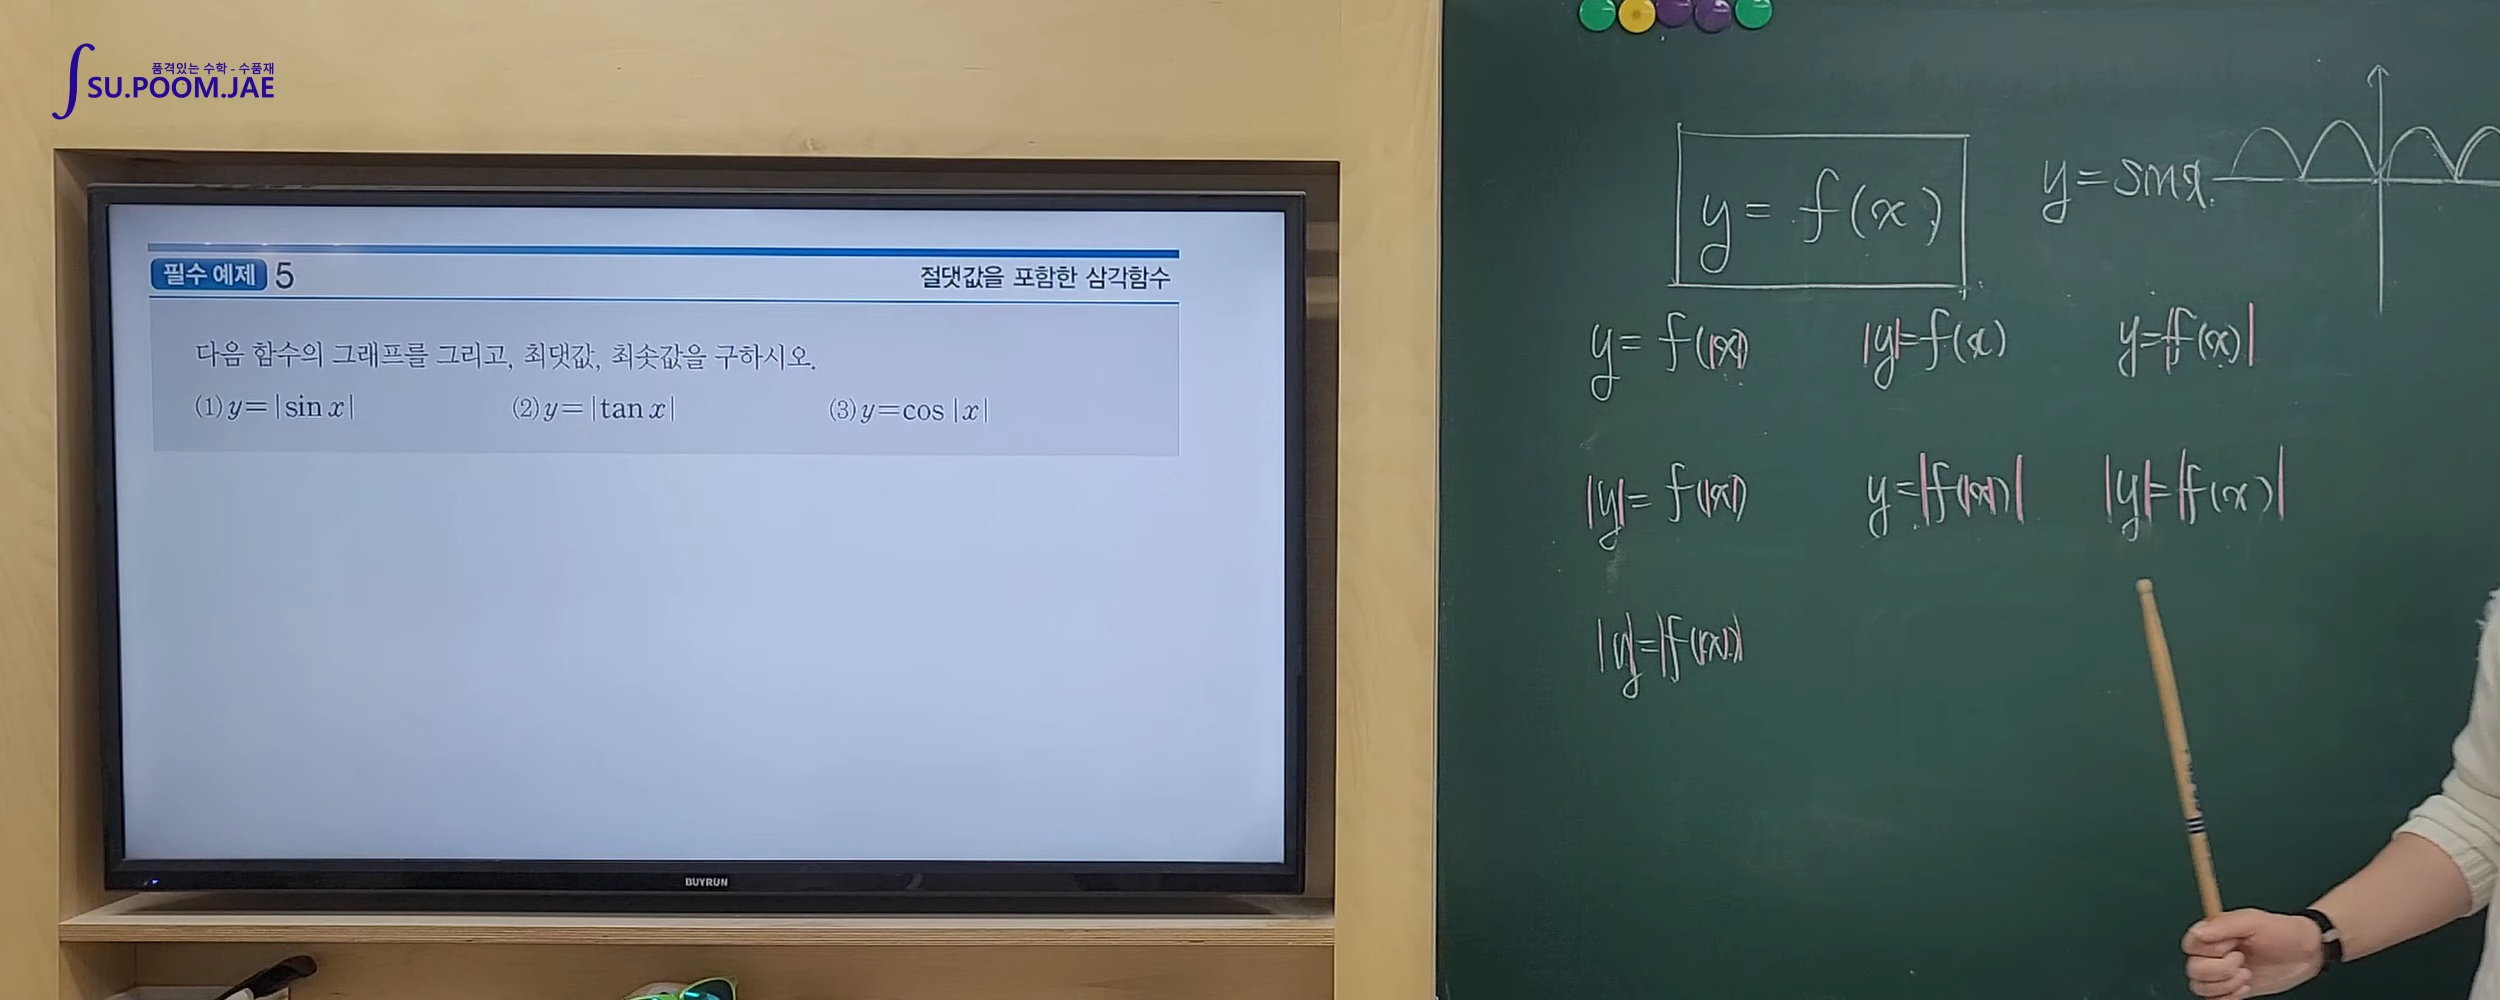 품격있는 수학 - 수품재
SU.POOM.JAE
필수 예제 5
절댓값을 포함한 삼각함수
다음 함수의 그래프를 그리고, 최댓값, 최솟값을 구하시오.
(1) y=|sin x| (2) y=|tan x| (3) y=cos |x|
BUYRUN
y = f(x)
y = sin x
y = f(|x|) |y| = f(x) y = |f(x)|
|y| = f(|x|) y = |f(|x|)| |y| = |f(x)|
|y| = |f(|x|)|